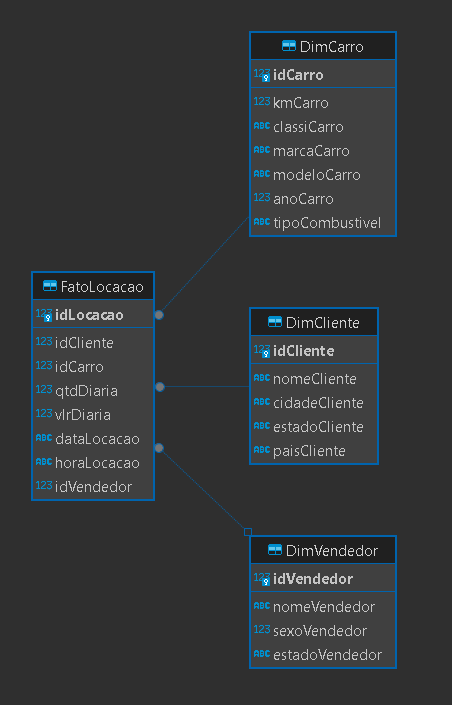 DimCarro
123 idCarro
123 kmCarro
ABC classiCarro
ABC marcaCarro
ABC modeloCarro
123 anoCarro
ABC tipoCombustivel
FatoLocacao
123 idLocacao
123 idCliente
123 idCarro
123 qtdDiaria
123 vlrDiaria
ABC dataLocacao
ABC horaLocacao
123 idVendedor
DimCliente
123 idCliente
ABC nomeCliente
ABC cidadeCliente
ABC estadoCliente
ABC paisCliente
DimVendedor
123 idVendedor
ABC nomeVendedor
123 sexoVendedor
ABC estadoVendedor